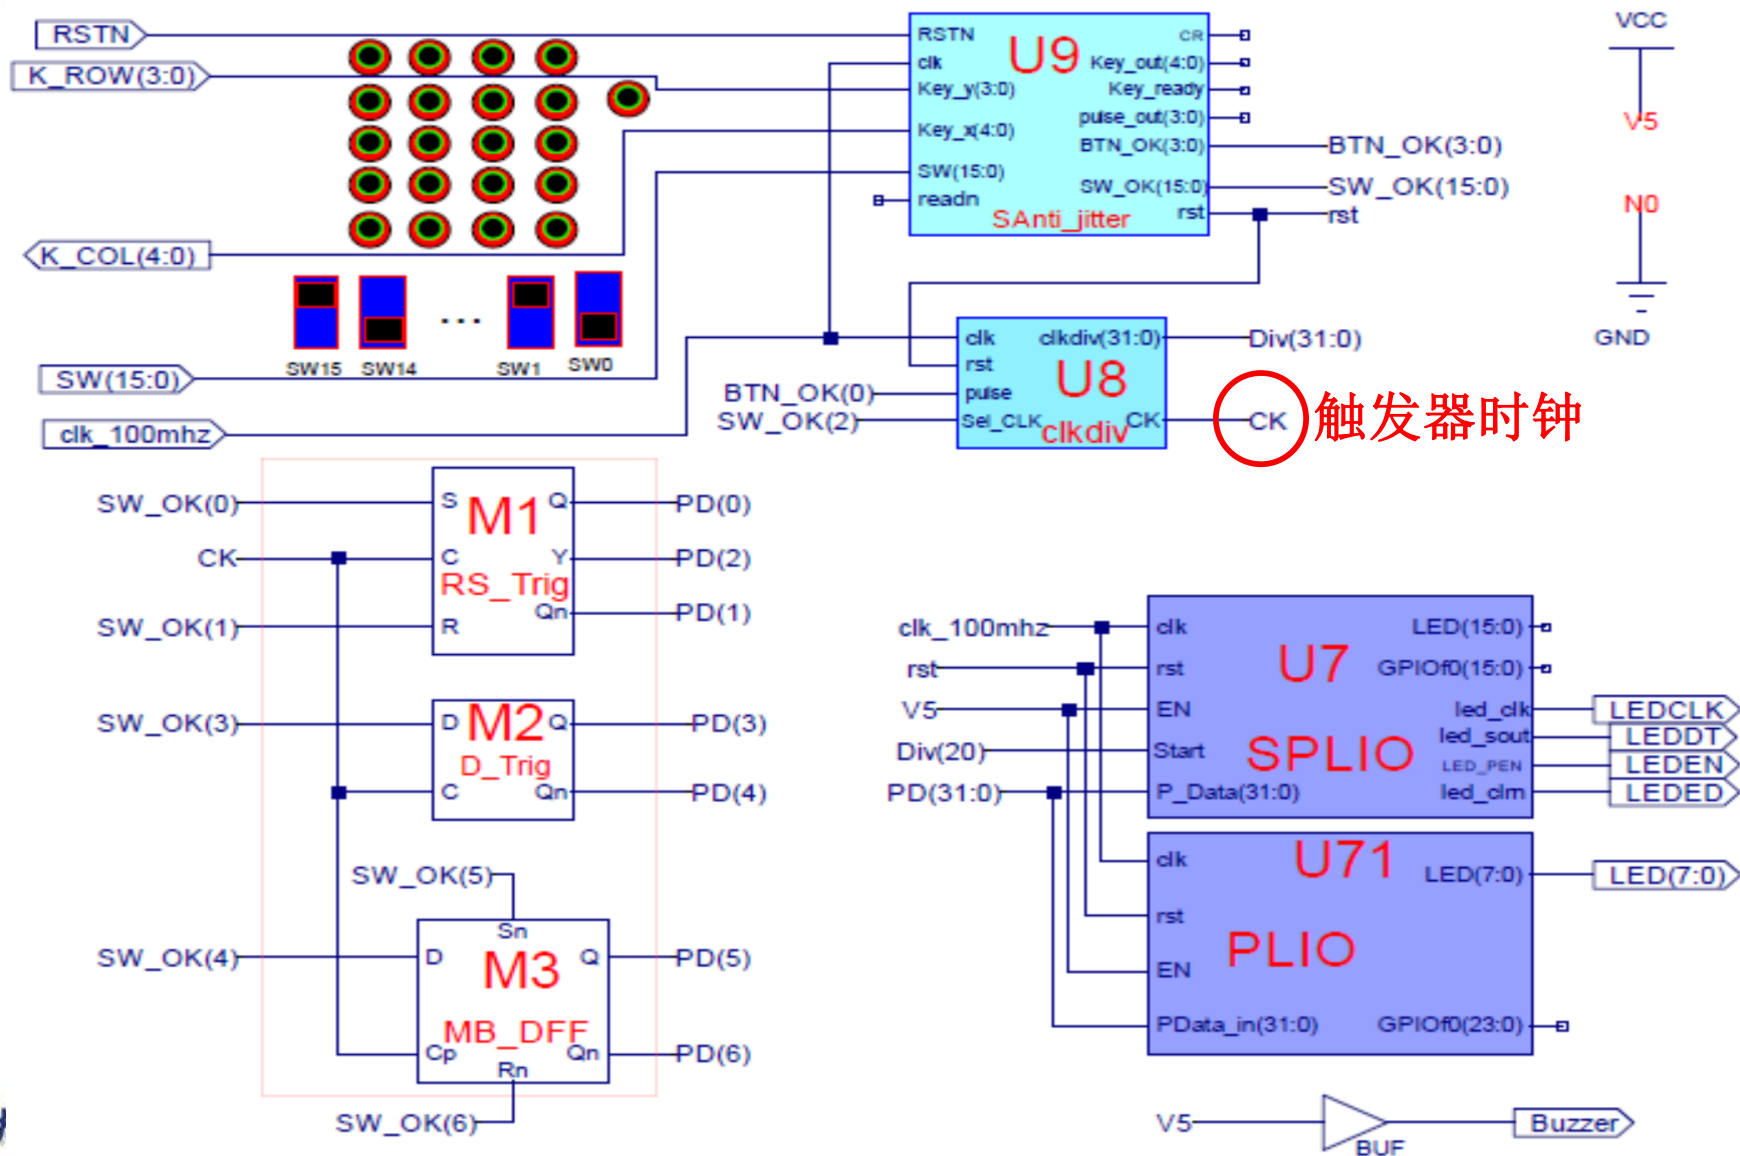 RSTN
K_ROW(3:0)
K_COL(4:0)
SW15
SW14
...
SW1
SW0
SW(15:0)
clk_100mhz
RSTN
clk
Key_y(3:0)
Key_x(4:0)
SW(15:0)
readn
U9
SAnti_jitter
CR
Key_out(4:0)
Key_ready
pulse_out(3:0)
BTN_OK(3:0)
SW_OK(15:0)
rst
BTN_OK(3:0)
SW_OK(15:0)
rst
VCC
V5
N0
GND
BTN_OK(0)
SW_OK(2)
clk
rst
pulse
Sel_CLK
U8
clkdiv
clkdiv(31:0)
CK
Div(31:0)
CK
触发器时钟
SW_OK(0)
CK
SW_OK(1)
S
C
R
M1
RS_Trig
Q
Y
Qn
PD(0)
PD(2)
PD(1)
SW_OK(3)
D
C
M2
D_Trig
Q
Qn
PD(3)
PD(4)
SW_OK(5)
SW_OK(4)
Sn
D
M3
MB_DFF
Cp
Rn
Q
Qn
PD(5)
PD(6)
SW_OK(6)
clk_100mhz
rst
V5
Div(20)
PD(31:0)
clk
rst
EN
Start
P_Data(31:0)
U7
SPLIO
LED(15:0)
GPIOf0(15:0)
led_clk
led_sout
LED_PEN
led_clrn
LEDCLK
LEDDT
LEDEN
LEDED
clk
rst
EN
PData_in(31:0)
U71
PLIO
LED(7:0)
GPIOf0(23:0)
LED(7:0)
V5
BUF
Buzzer